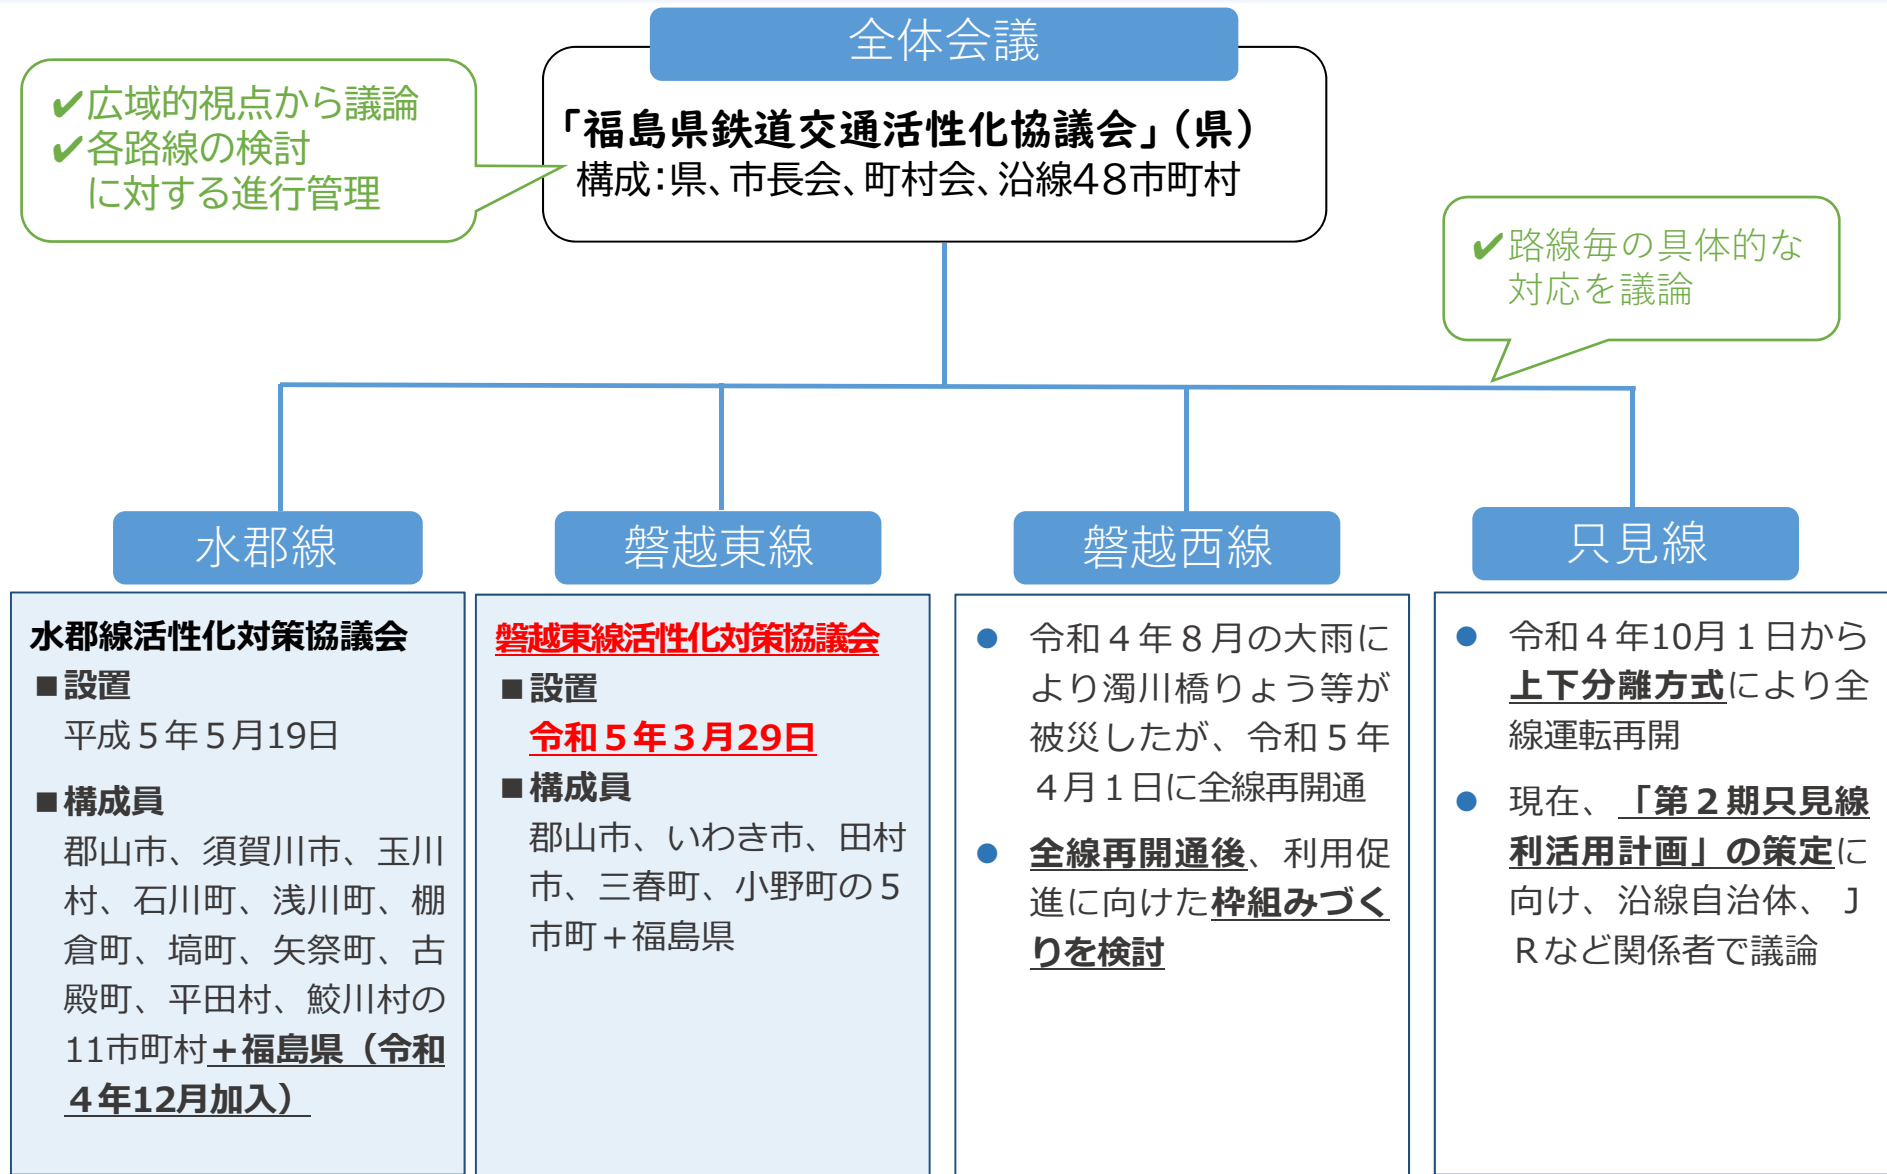 全体会議
✔広域的視点から議論
✔各路線の検討
に対する進行管理
「福島県鉄道交通活性化協議会」（県）
構成：県、市長会、町村会、沿線48市町村
✔路線毎の具体的な
対応を議論
水郡線
水郡線活性化対策協議会
■設置
平成５年５月19日
■構成員
郡山市、須賀川市、玉川
村、石川町、浅川町、棚
倉町、塙町、矢祭町、古
殿町、平田村、鮫川村の
11市町村＋福島県（令和
４年12月加入）
磐越東線
磐越東線活性化対策協議会
■設置
令和５年３月29日
■構成員
郡山市、いわき市、田村
市、三春町、小野町の５
市町＋福島県
磐越西線
● 令和４年８月の大雨に
より濁川橋りょう等が
被災したが、令和５年
４月１日に全線再開通
● 全線再開通後、利用促
進に向けた枠組みづく
りを検討
只見線
● 令和４年10月１日から
上下分離方式により全
線運転再開
● 現在、「第２期只見線
利活用計画」の策定に
向け、沿線自治体、Ｊ
Ｒなど関係者で議論